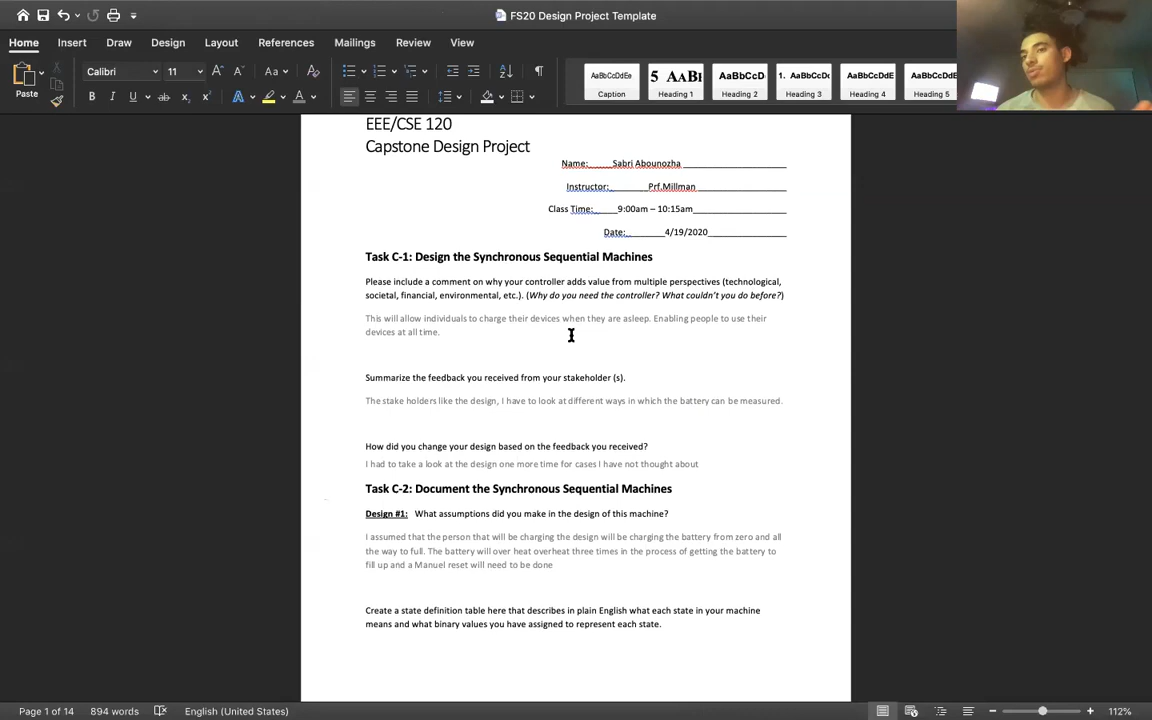 FS20 Design Project Template
Home Insert Draw Design Layout References Mailings Review View
Paste
Calibri 11
AaBbCcDdEe 5 AABI AaBbCcD AaBbCcDc 1. AaBbCcDc AaBbCcDdE AaBbCcDdE
Caption Heading 1 Heading 2 Heading 3 Heading 4 Heading 5
EEE/CSE 120
Capstone Design Project
Name: Sabri Abounozha
Instructor: Prf.Millman
Class Time: 9:00am – 10:15am
Date: 4/19/2020
Task C-1: Design the Synchronous Sequential Machines
Please include a comment on why your controller adds value from multiple perspectives (technological,
societal, financial, environmental, etc.). (Why do you need the controller? What couldn't you do before?)
This will allow individuals to charge their devices when they are asleep. Enabling people to use their
devices at all time.
Summarize the feedback you received from your stakeholder (s).
The stake holders like the design, I have to look at different ways in which the battery can be measured.
How did you change your design based on the feedback you received?
I had to take a look at the design one more time for cases I have not thought about
Task C-2: Document the Synchronous Sequential Machines
Design #1: What assumptions did you make in the design of this machine?
I assumed that the person that will be charging the design will be charging the battery from zero and all
the way to full. The battery will over heat overheat three times in the process of getting the battery to
fill up and a Manuel reset will need to be done
Create a state definition table here that describes in plain English what each state in your machine
means and what binary values you have assigned to represent each state.
Page 1 of 14 894 words English (United States) 112%